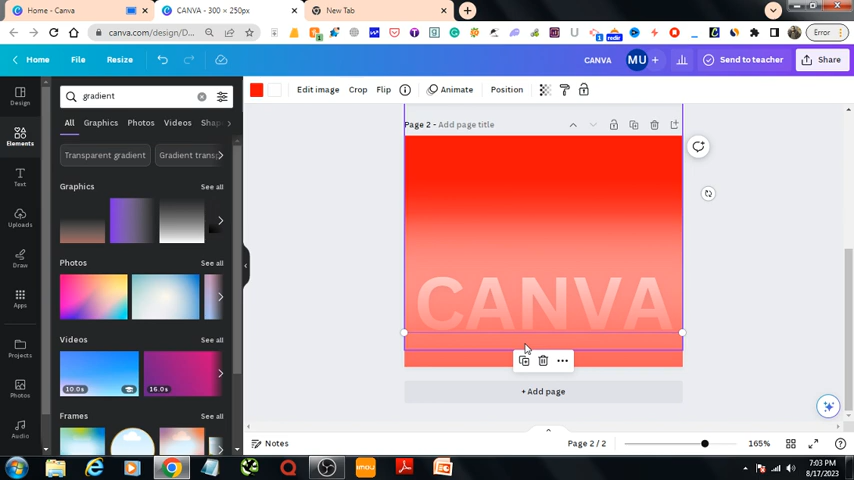 Home - Canva
CANVA - 300 × 250px
New Tab
canva.com/design/D...
Error
Home
File
Resize
CANVA
MU
Send to teacher
Share
Design
Elements
Text
Uploads
Draw
Apps
Projects
Photos
Audio
gradient
All
Graphics
Photos
Videos
Shap
Transparent gradient
Gradient transp
Graphics
See all
Photos
See all
Videos
See all
10.0s
16.0s
Frames
See all
Edit image
Crop
Flip
Animate
Position
Page 2 - Add page title
CANVA
+ Add page
Notes
Page 2 / 2
165%
7:03 PM
8/17/2023